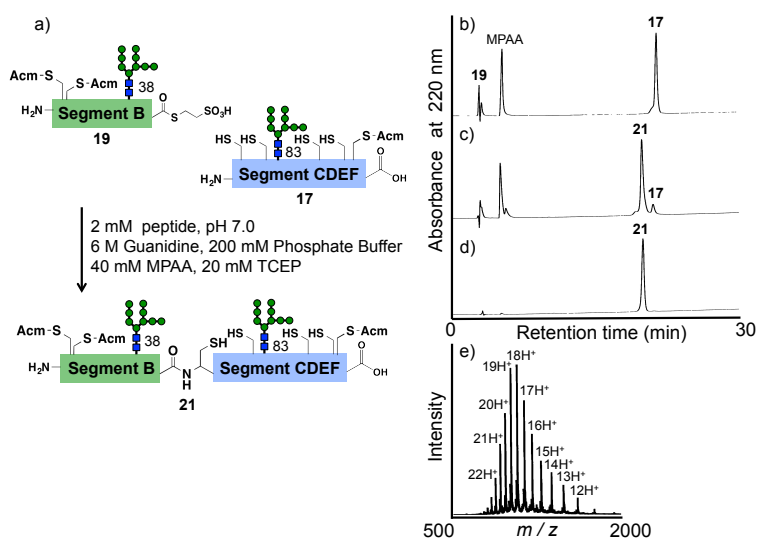 a)
Acm-S
S-Acm
38
H₂N
Segment B
O
S
SO₃H
19
HS
HS
HS
HS
S-Acm
83
O
H₂N
Segment CDEF
OH
17
2 mM peptide, pH 7.0
6 M Guanidine, 200 mM Phosphate Buffer
40 mM MPAA, 20 mM TCEP
Acm-S
S-Acm
38
H₂N
Segment B
O
N
H
SH
HS
HS
HS
S-Acm
83
Segment CDEF
O
OH
21
Absorbance at 220 nm
b)
19
MPAA
17
c)
21
17
d)
21
0
Retention time (min)
30
e)
Intensity
22H⁺
21H⁺
20H⁺
19H⁺
18H⁺
17H⁺
16H⁺
15H⁺
14H⁺
13H⁺
12H⁺
500
m / z
2000